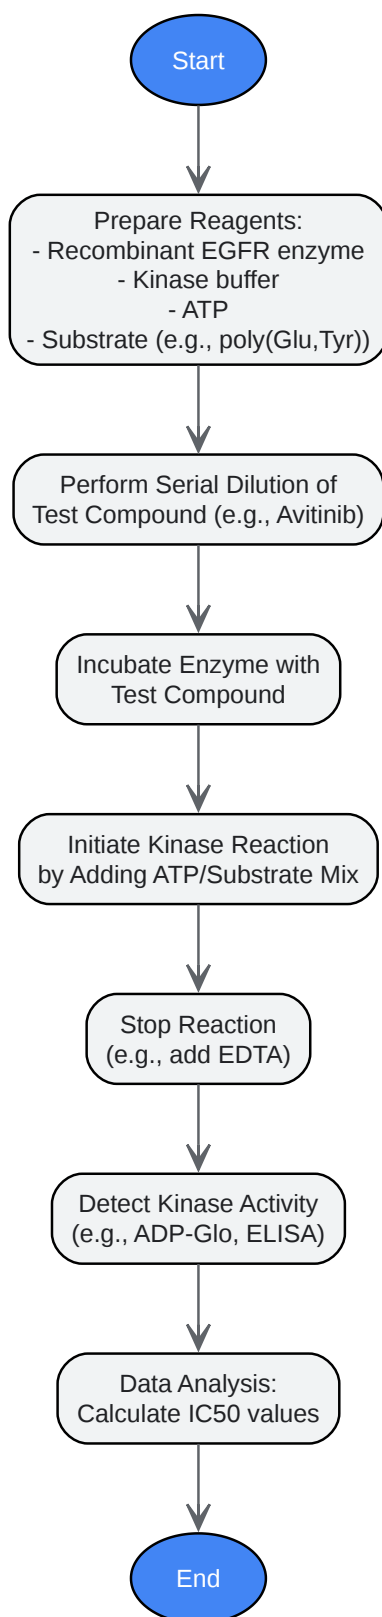 Start
Prepare Reagents:
- Recombinant EGFR enzyme
- Kinase buffer
- ATP
- Substrate (e.g., poly(Glu,Tyr))
Perform Serial Dilution of
Test Compound (e.g., Avitinib)
Incubate Enzyme with
Test Compound
Initiate Kinase Reaction
by Adding ATP/Substrate Mix
Stop Reaction
(e.g., add EDTA)
Detect Kinase Activity
(e.g., ADP-Glo, ELISA)
Data Analysis:
Calculate IC50 values
End